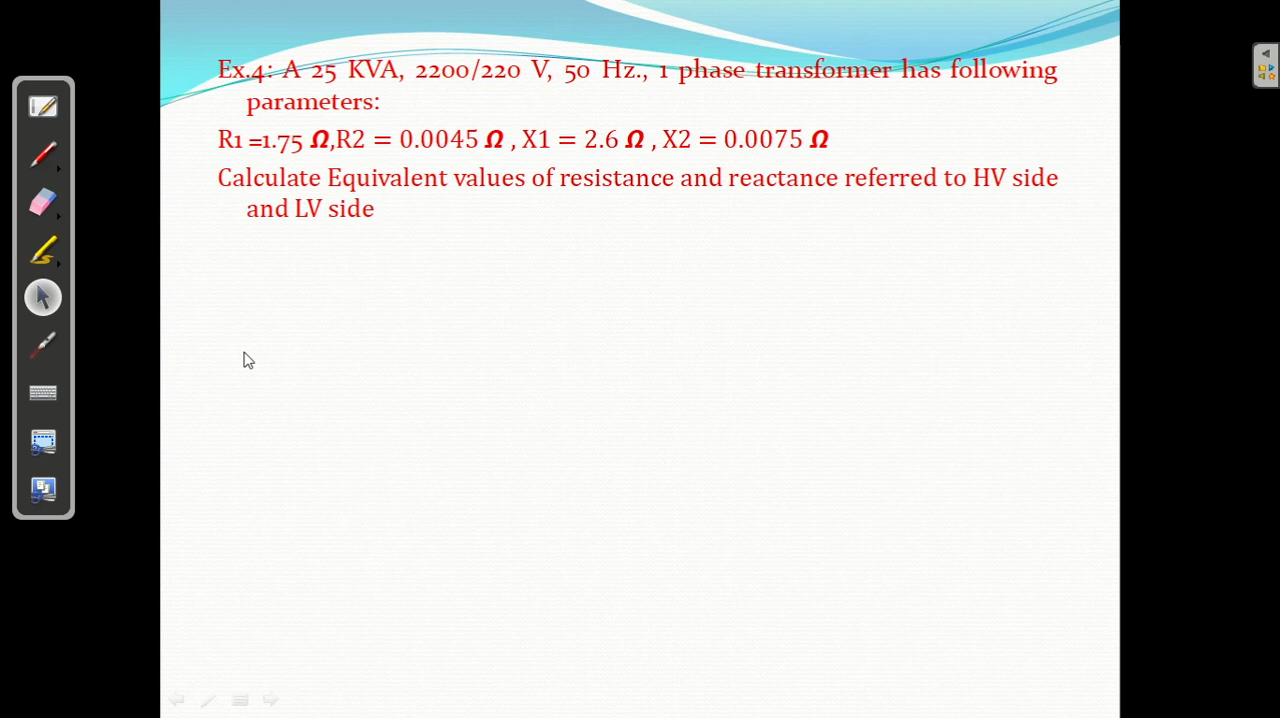 Ex.4: A 25 KVA, 2200/220 V, 50 Hz., 1 phase transformer has following
parameters:
R1 =1.75 Ω,R2 = 0.0045 Ω , X1 = 2.6 Ω , X2 = 0.0075 Ω
Calculate Equivalent values of resistance and reactance referred to HV side
and LV side